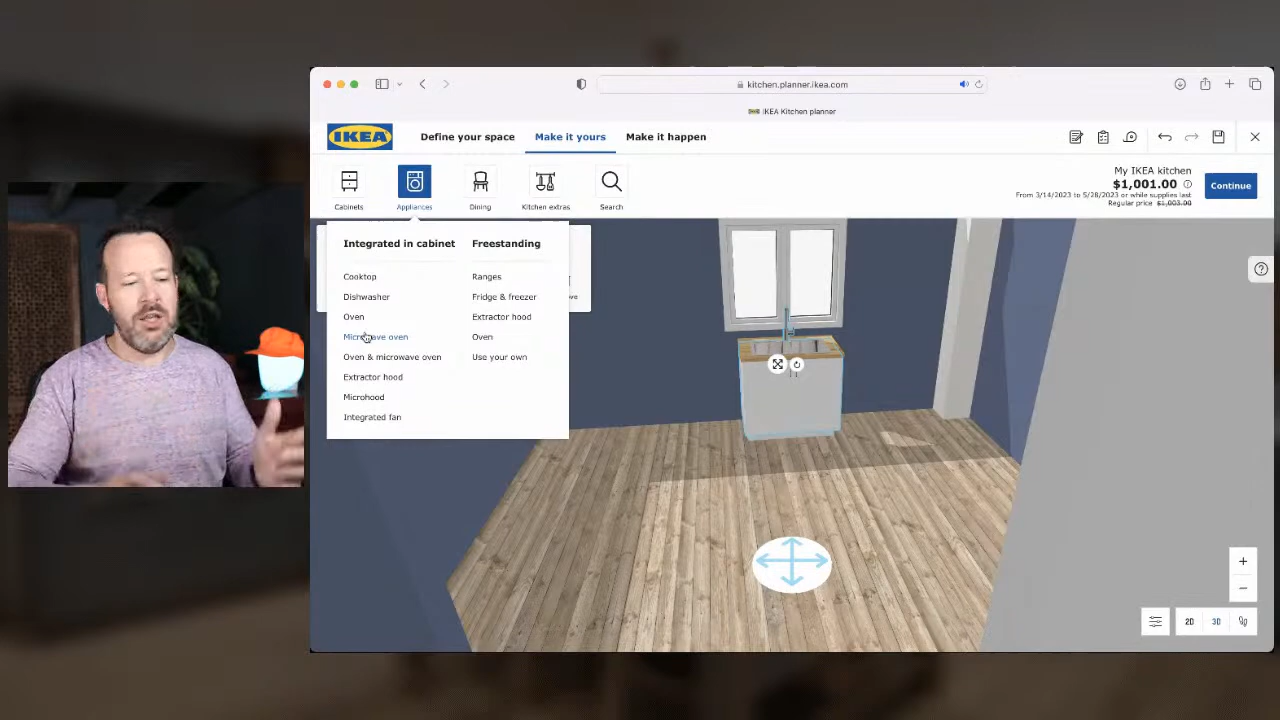 kitchen.planner.ikea.com
IKEA Kitchen planner
IKEA
Define your space
Make it yours
Make it happen
Cabinets
Appliances
Dining
Kitchen extras
Search
My IKEA kitchen
$1,001.00
From 3/14/2023 to 5/28/2023 or while supplies last
Regular price $1,003.00
Continue
Integrated in cabinet
Cooktop
Dishwasher
Oven
Microwave oven
Oven & microwave oven
Extractor hood
Microhood
Integrated fan
Freestanding
Ranges
Fridge & freezer
Extractor hood
Oven
Use your own
2D
3D